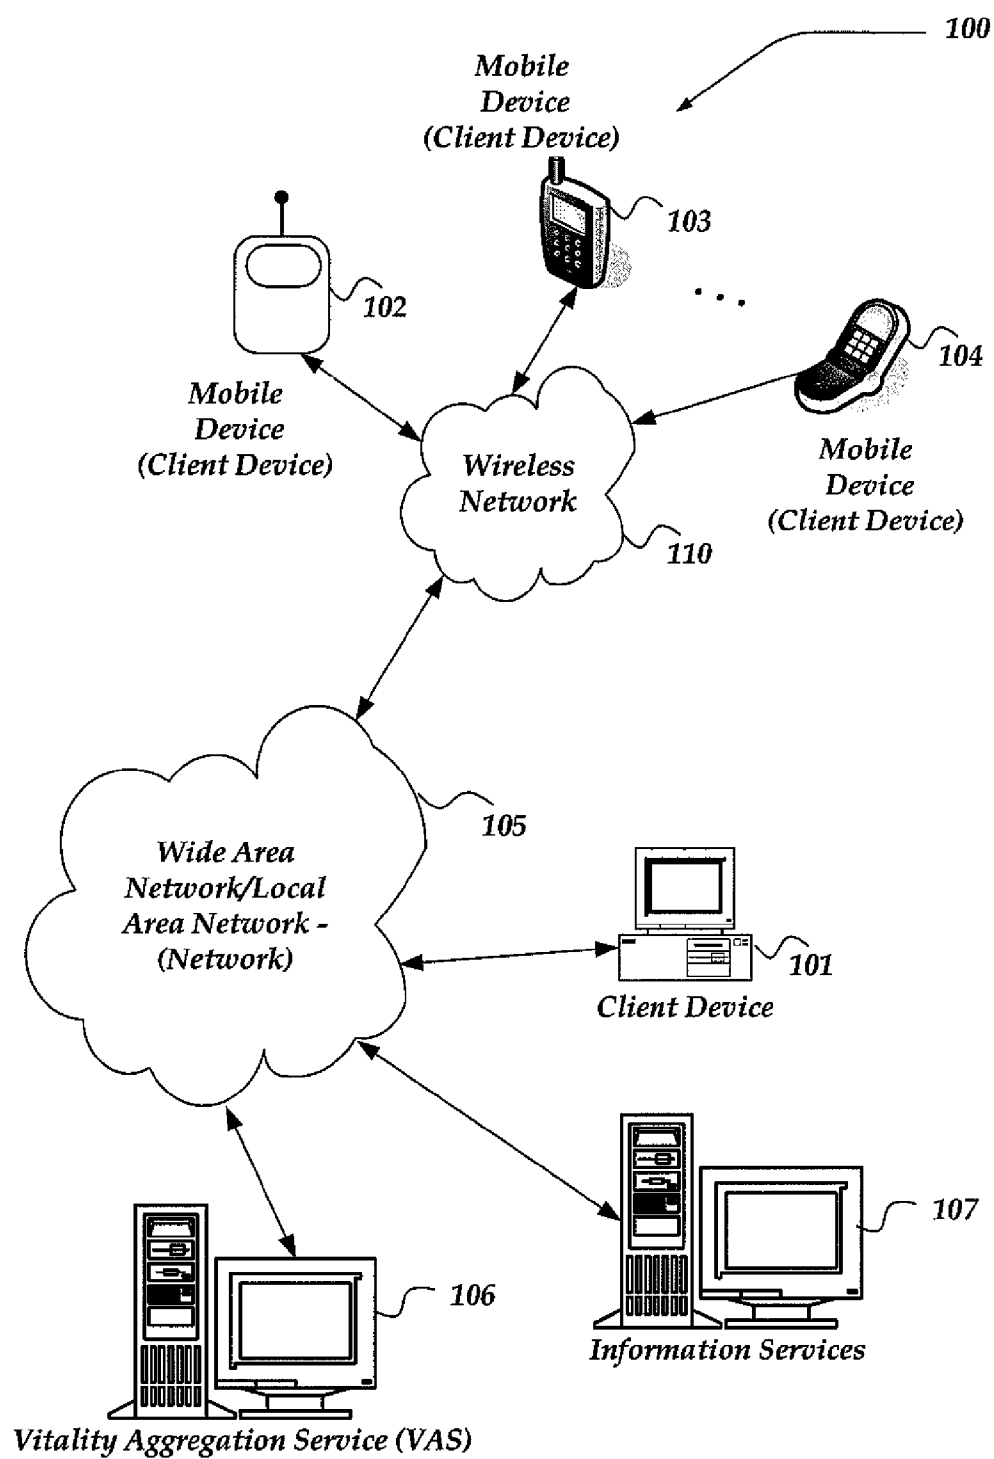 100
Mobile
Device
(Client Device)
103
102
104
Mobile
Device
(Client Device)
Mobile
Device
(Client Device)
Wireless
Network
110
105
Wide Area
Network/Local
Area Network -
(Network)
101
Client Device
107
106
Information Services
Vitality Aggregation Service (VAS)